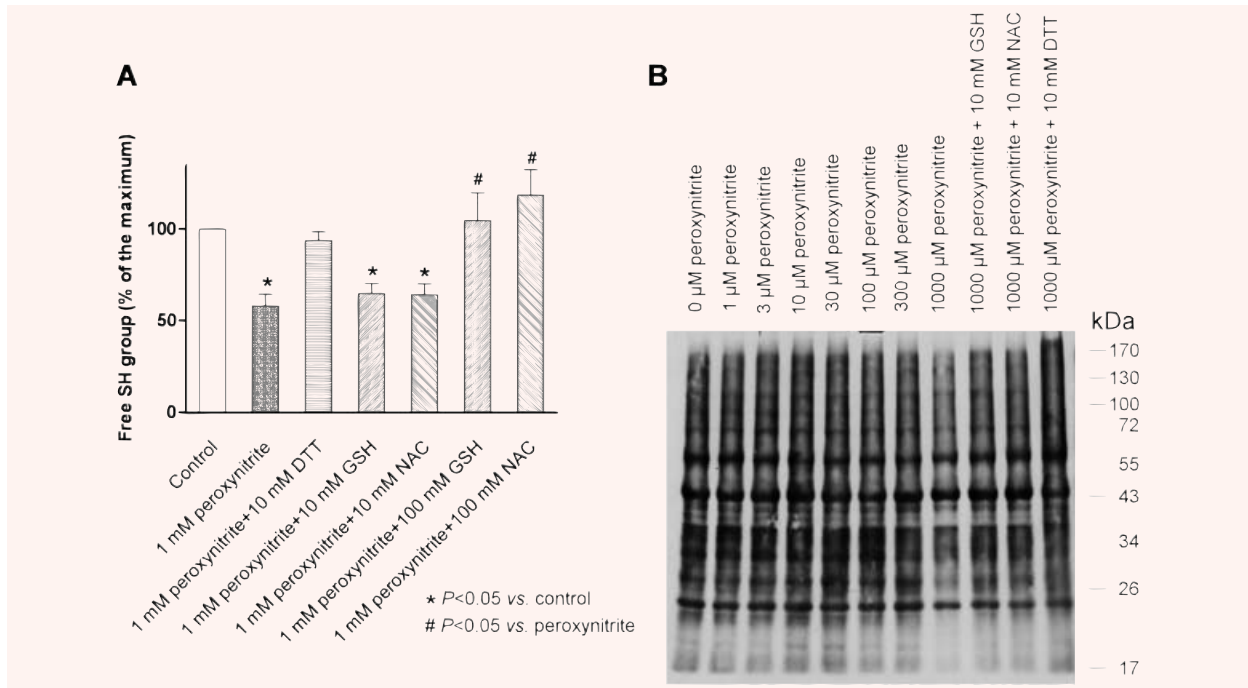 A
Free SH group (% of the maximum)
100
50
0
*
*
*
#
#
Control
1 mM peroxynitrite
1 mM peroxynitrite+10 mM DTT
1 mM peroxynitrite+10 mM GSH
1 mM peroxynitrite+10 mM NAC
1 mM peroxynitrite+100 mM GSH
1 mM peroxynitrite+100 mM NAC
* P<0.05 vs. control
# P<0.05 vs. peroxynitrite
B
0 µM peroxynitrite
1 µM peroxynitrite
3 µM peroxynitrite
10 µM peroxynitrite
30 µM peroxynitrite
100 µM peroxynitrite
300 µM peroxynitrite
1000 µM peroxynitrite
1000 µM peroxynitrite + 10 mM GSH
1000 µM peroxynitrite + 10 mM NAC
1000 µM peroxynitrite + 10 mM DTT
kDa
170
130
100
72
55
43
34
26
17